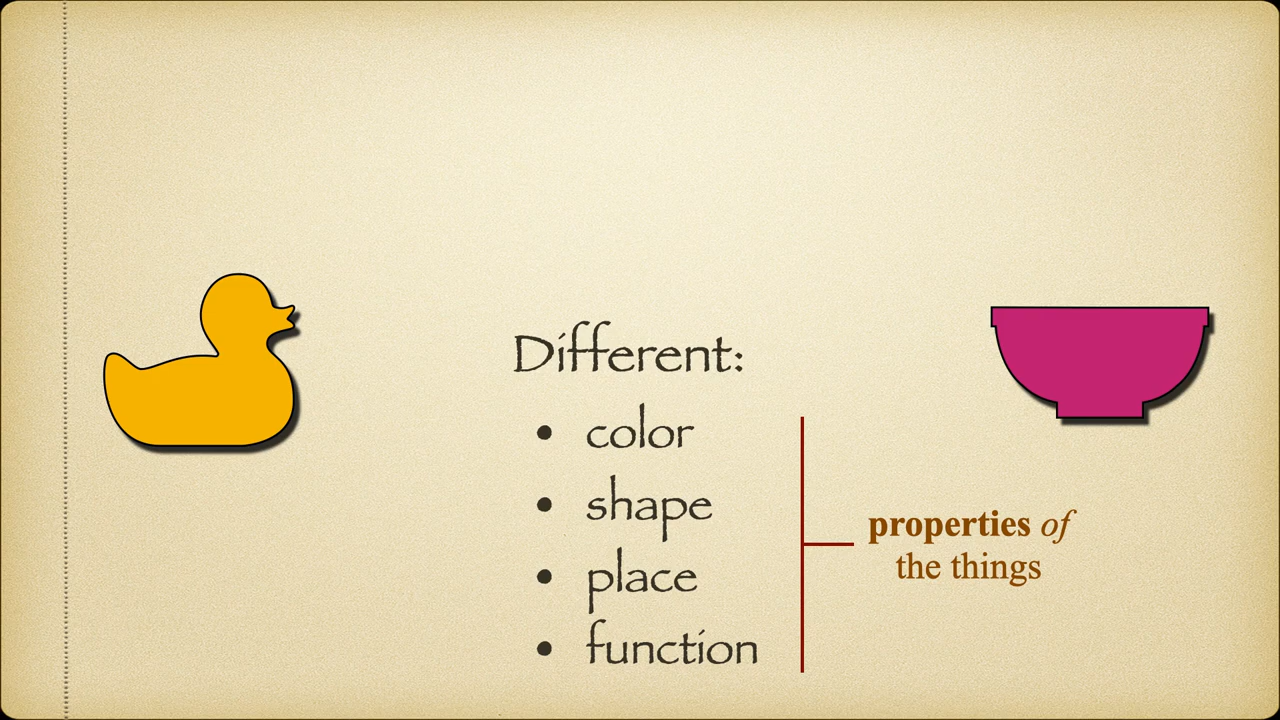 Different:
• color
• shape
• place
• function
properties of
the things